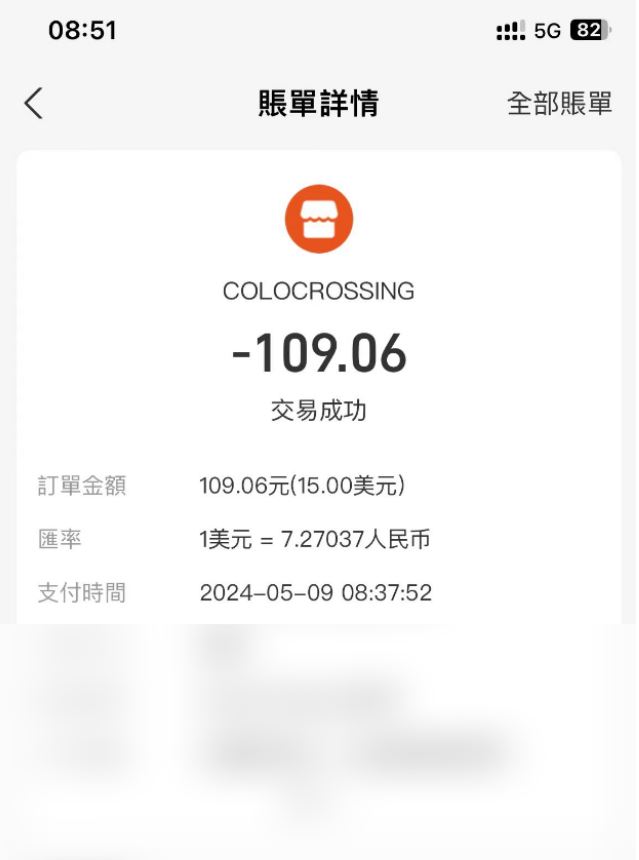 08:51 5G 82
賬單詳情 全部賬單
COLOCROSSING
-109.06
交易成功
訂單金額 109.06元(15.00美元)
匯率 1美元 = 7.27037人民币
支付時間 2024-05-09 08:37:52